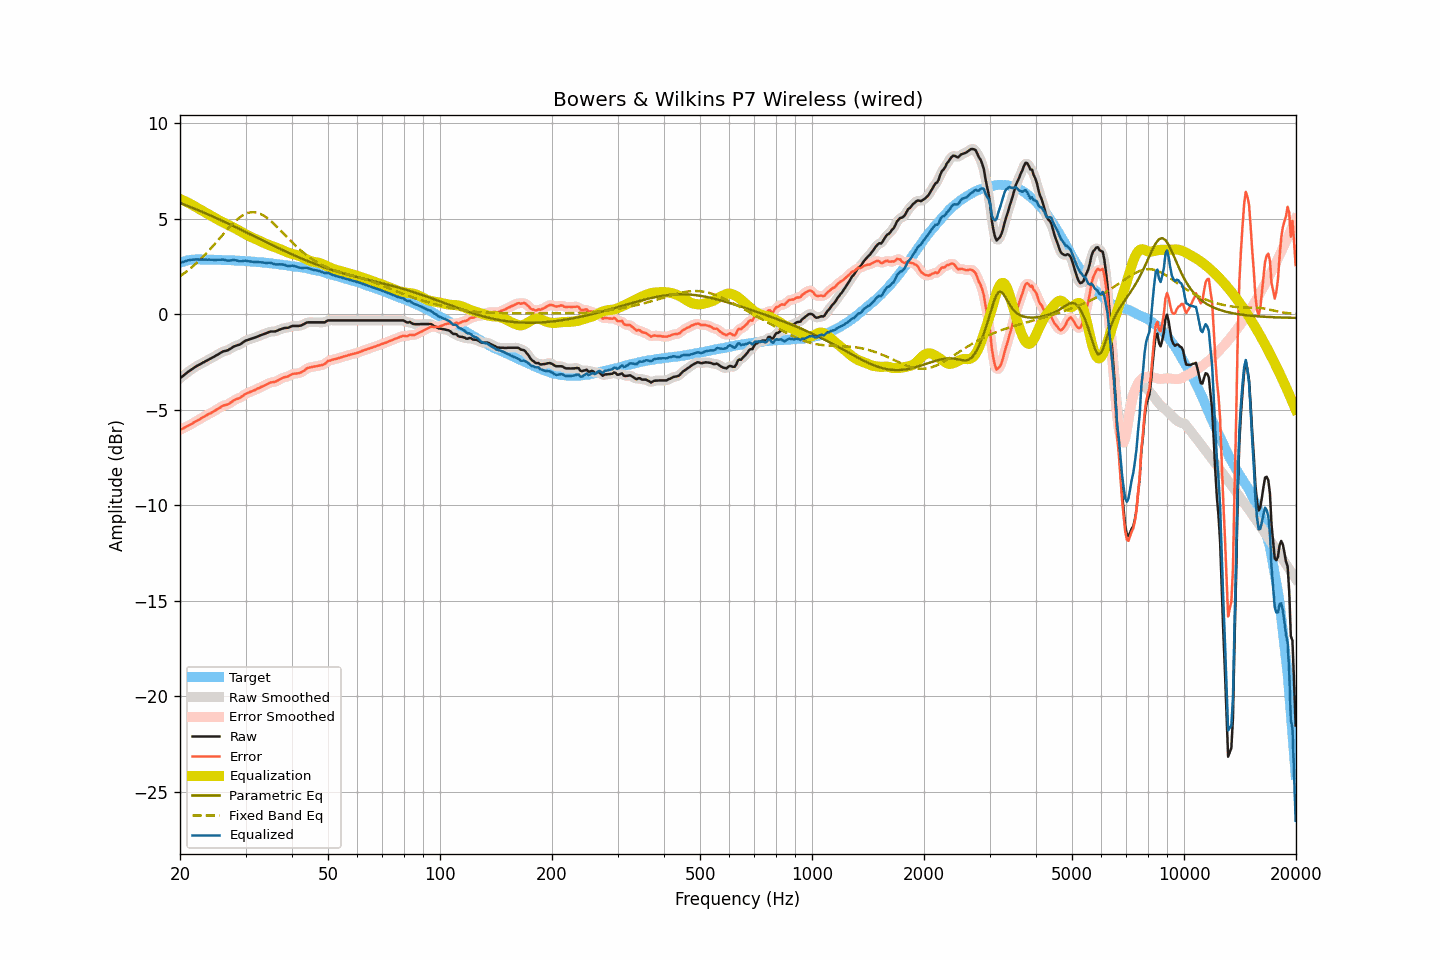 Bowers & Wilkins P7 Wireless (wired)
10
5
0
−5
−10
−15
−20
−25
Amplitude (dBr)
Target
Raw Smoothed
Error Smoothed
Raw
Error
Equalization
Parametric Eq
Fixed Band Eq
Equalized
20 50 100 200 500 1000 2000 5000 10000 20000
Frequency (Hz)